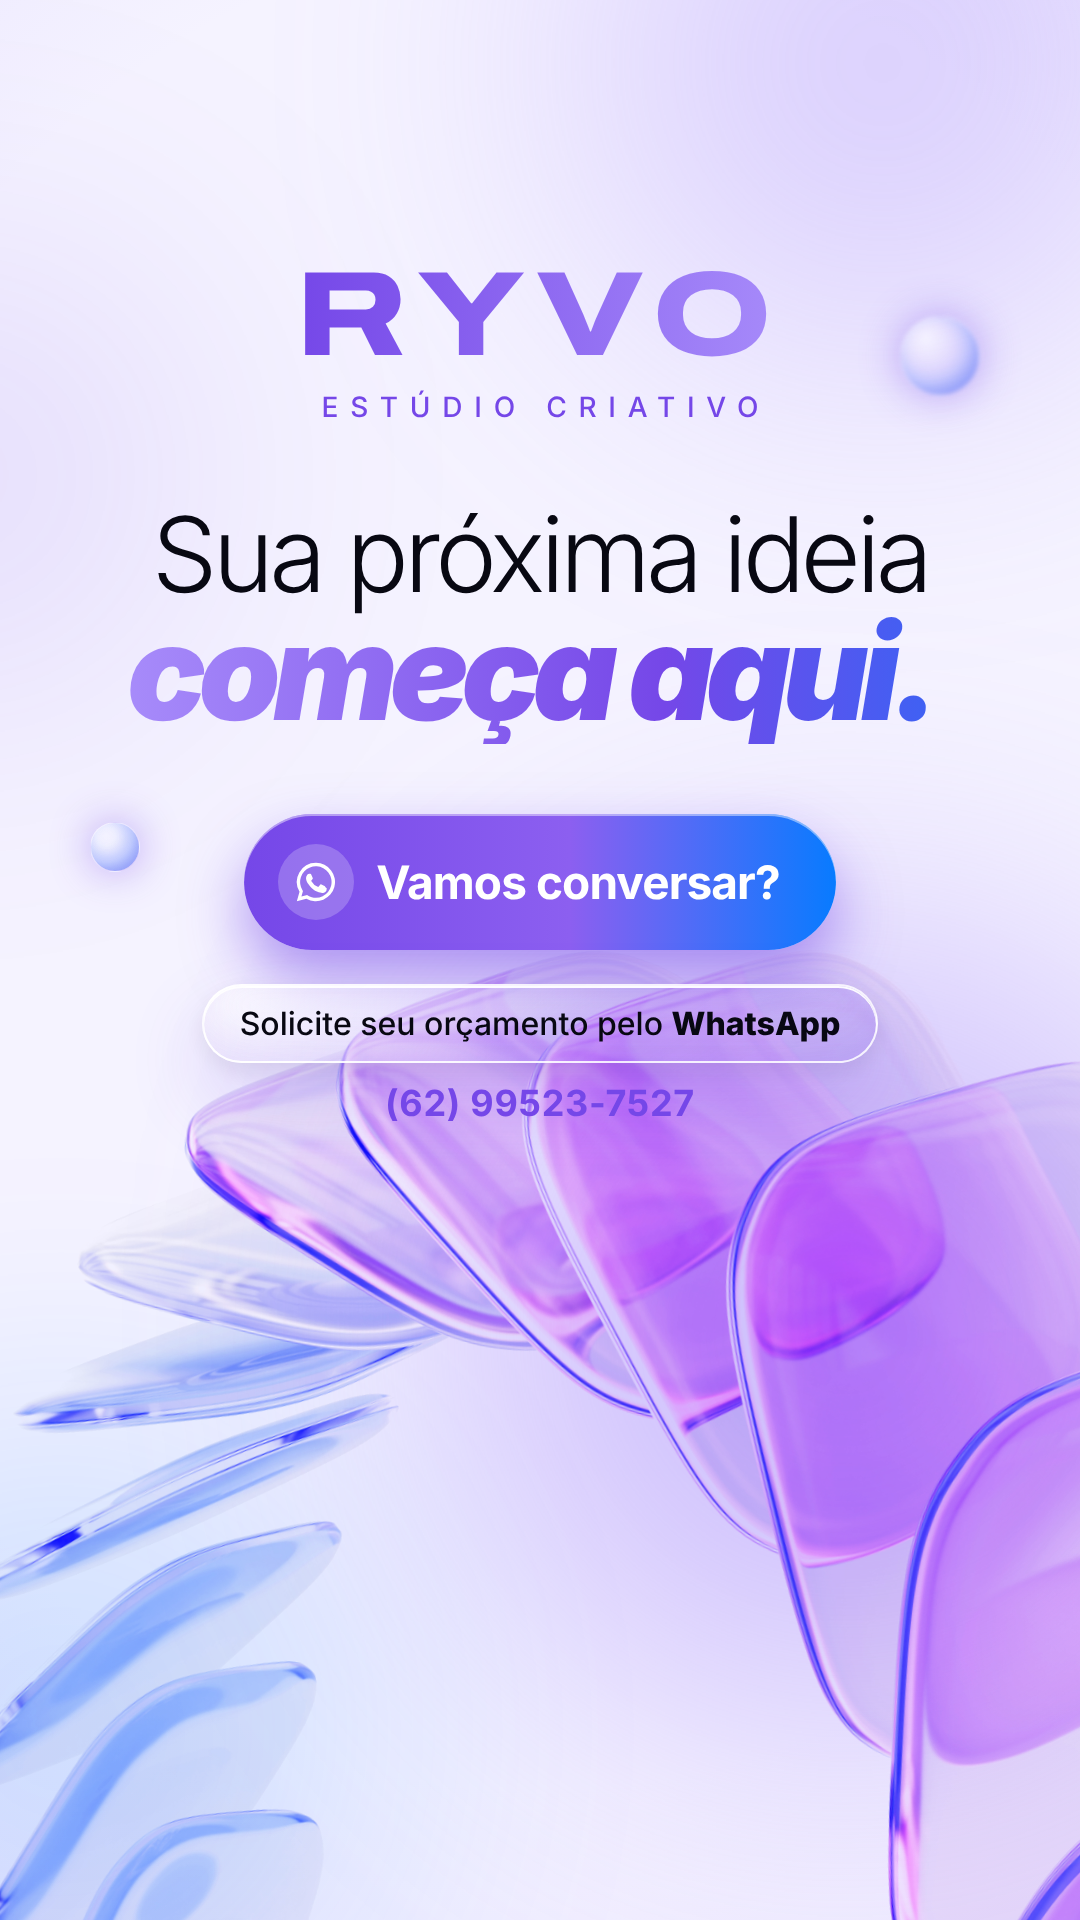 RYVO
ESTÚDIO CRIATIVO
Sua próxima ideia
começa aqui.
Vamos conversar?
Solicite seu orçamento pelo WhatsApp
(62) 99523-7527